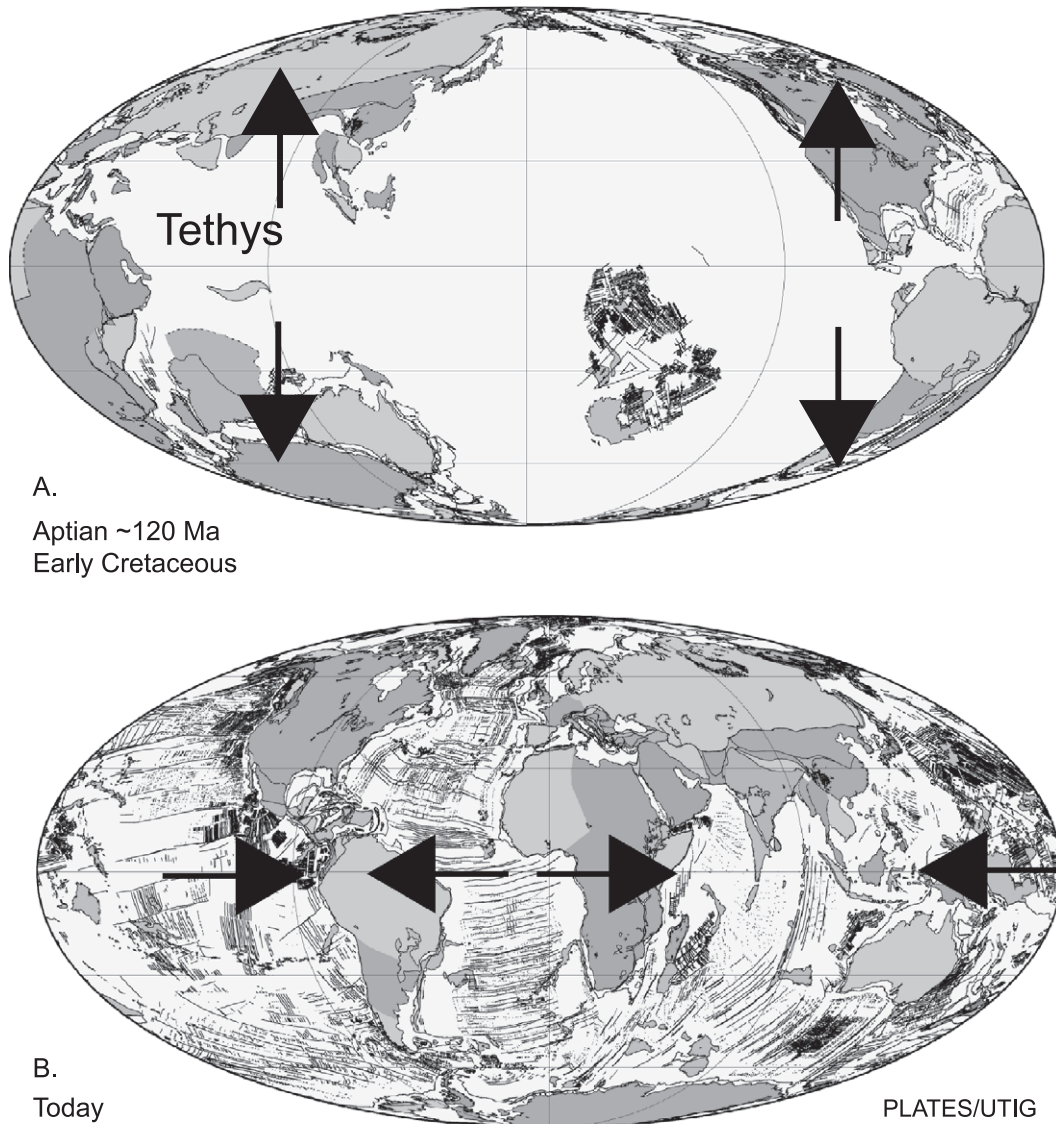 Tethys
A.
Aptian ~120 Ma
Early Cretaceous
B.
Today
PLATES/UTIG